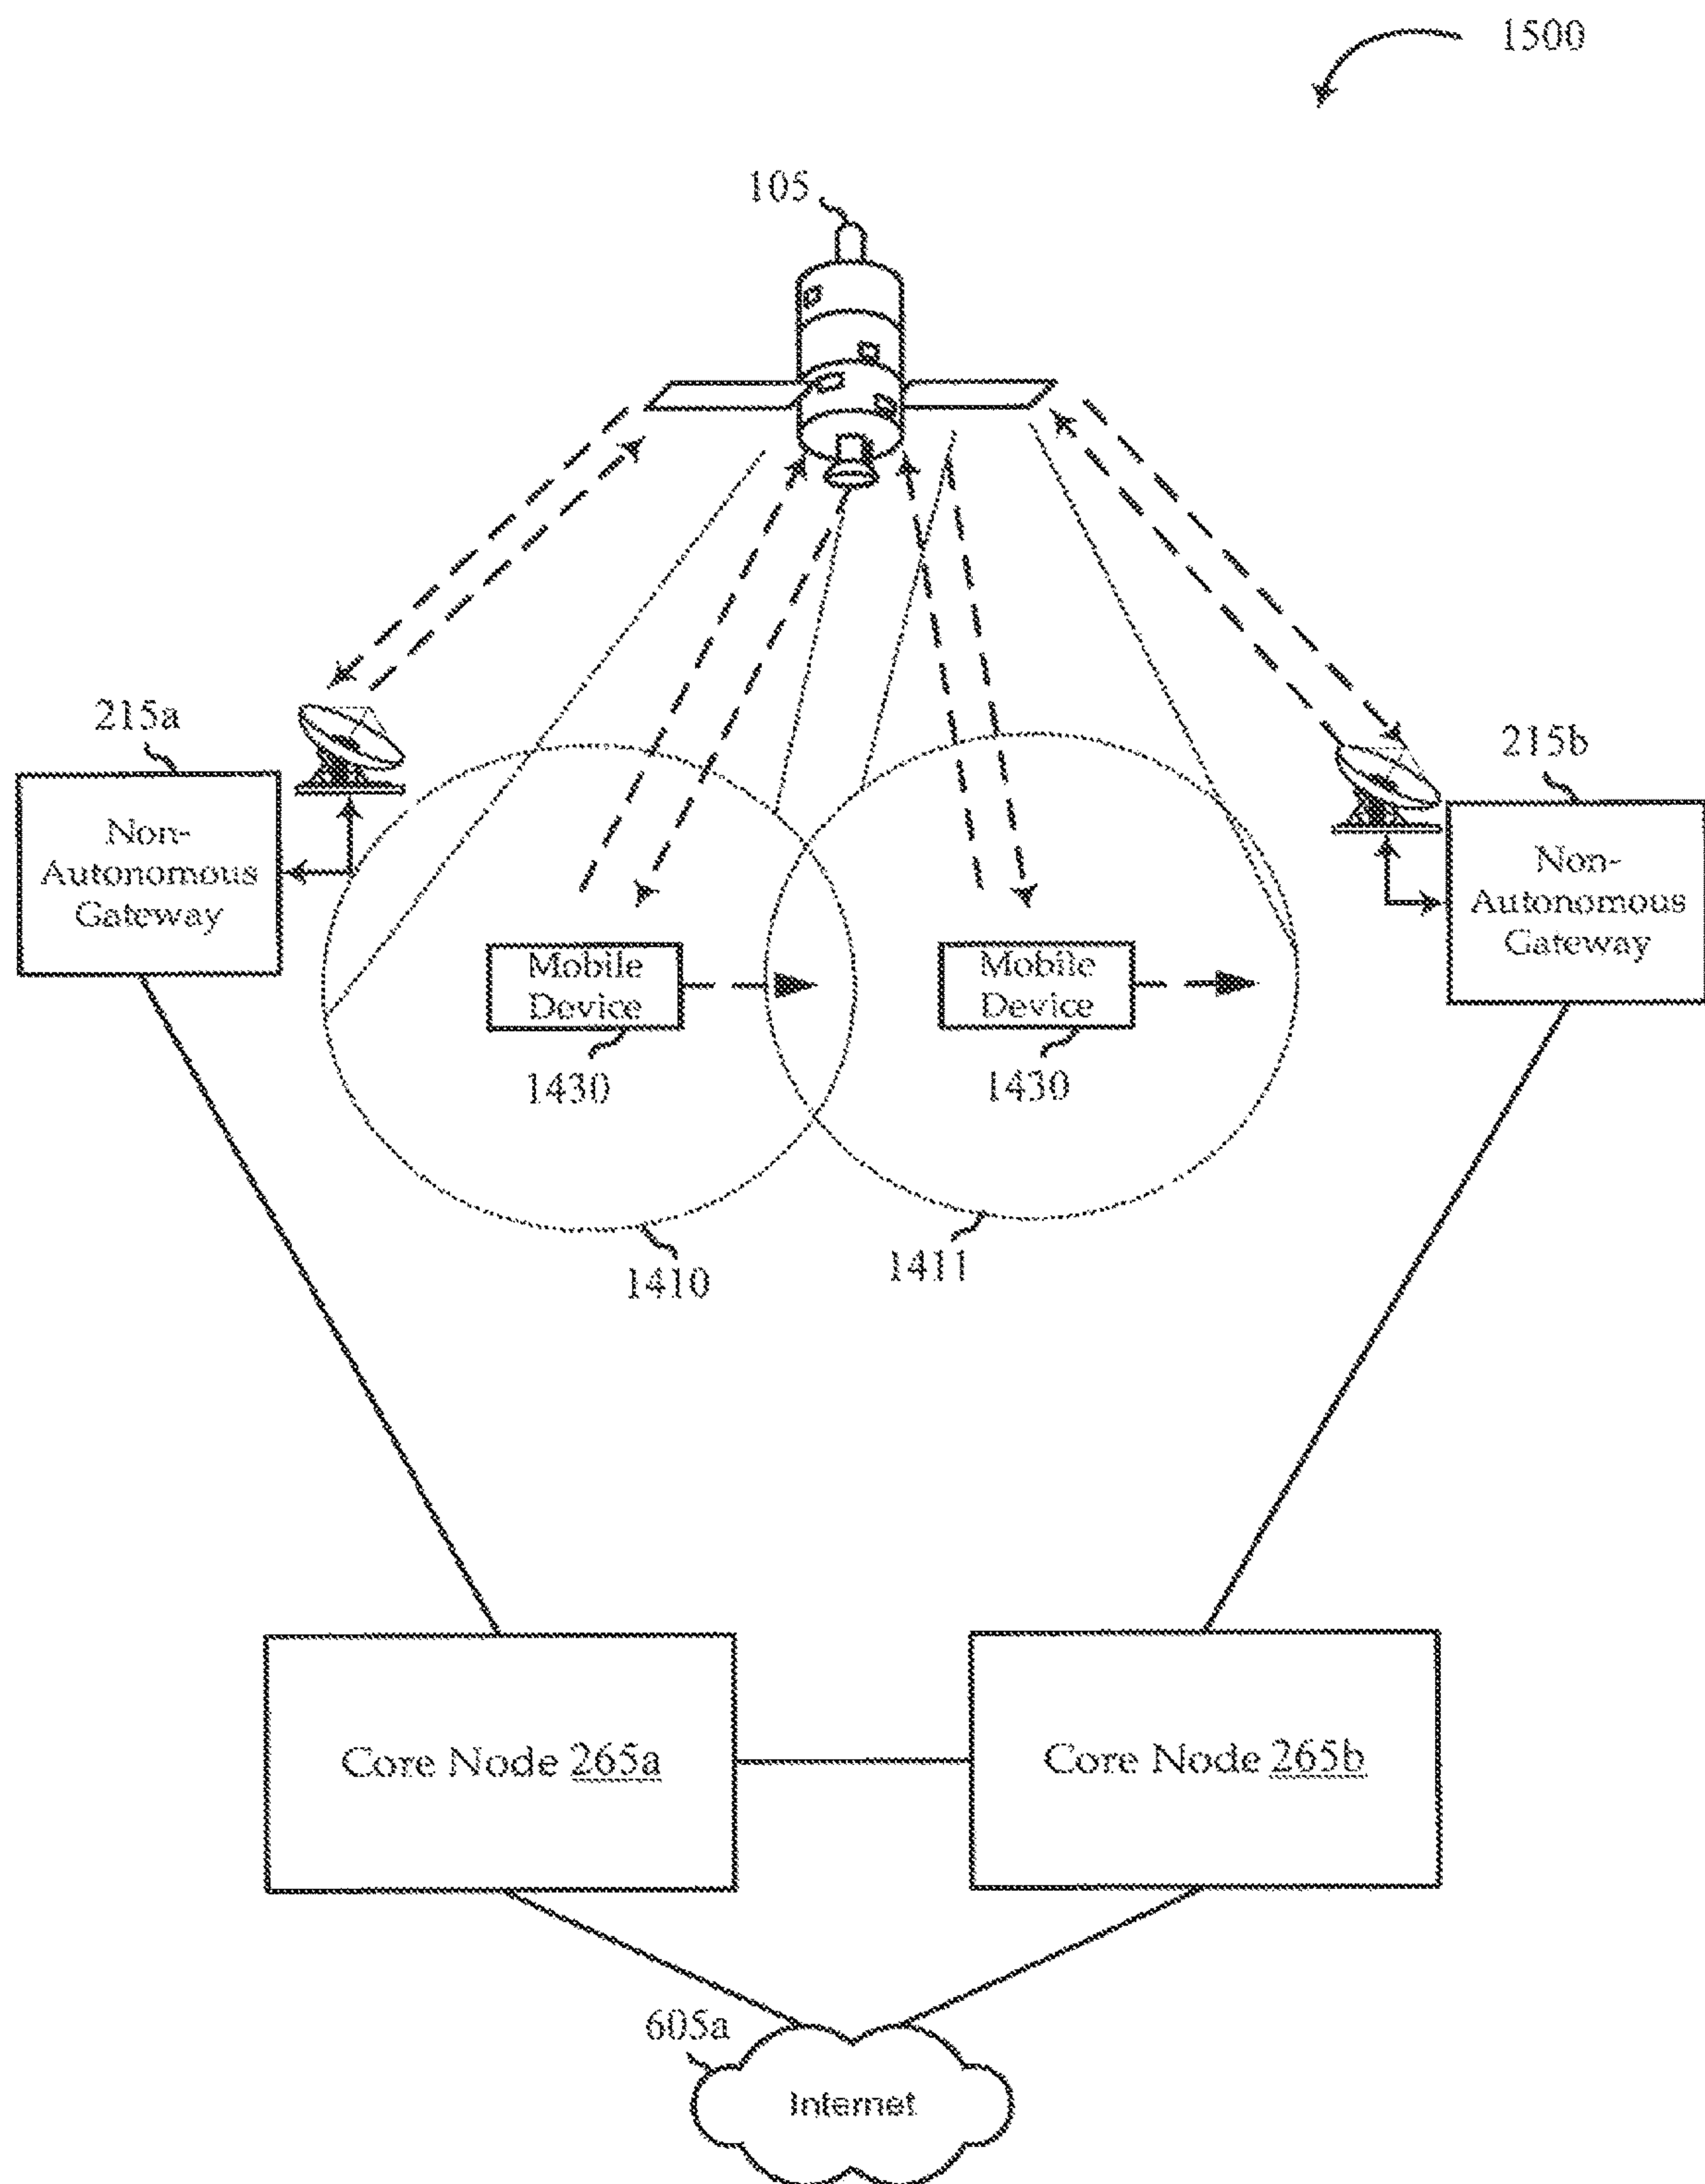 1500
105
215a
215b
Non-
Autonomous
Gateway
Non-
Autonomous
Gateway
Mobile
Device
Mobile
Device
1430
1430
1410
1411
Core Node 265a
Core Node 265b
605a
Internet